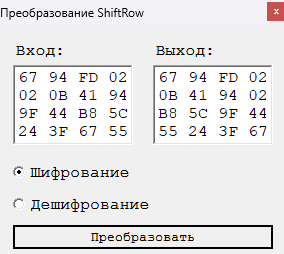 Преобразование ShiftRow
x
Вход: Выход:
67 94 FD 02 67 94 FD 02
02 0B 41 94 0B 41 94 02
9F 44 B8 5C B8 5C 9F 44
55 24 3F 67
24 3F 67 55
Шифрование
Дешифрование
Преобразовать